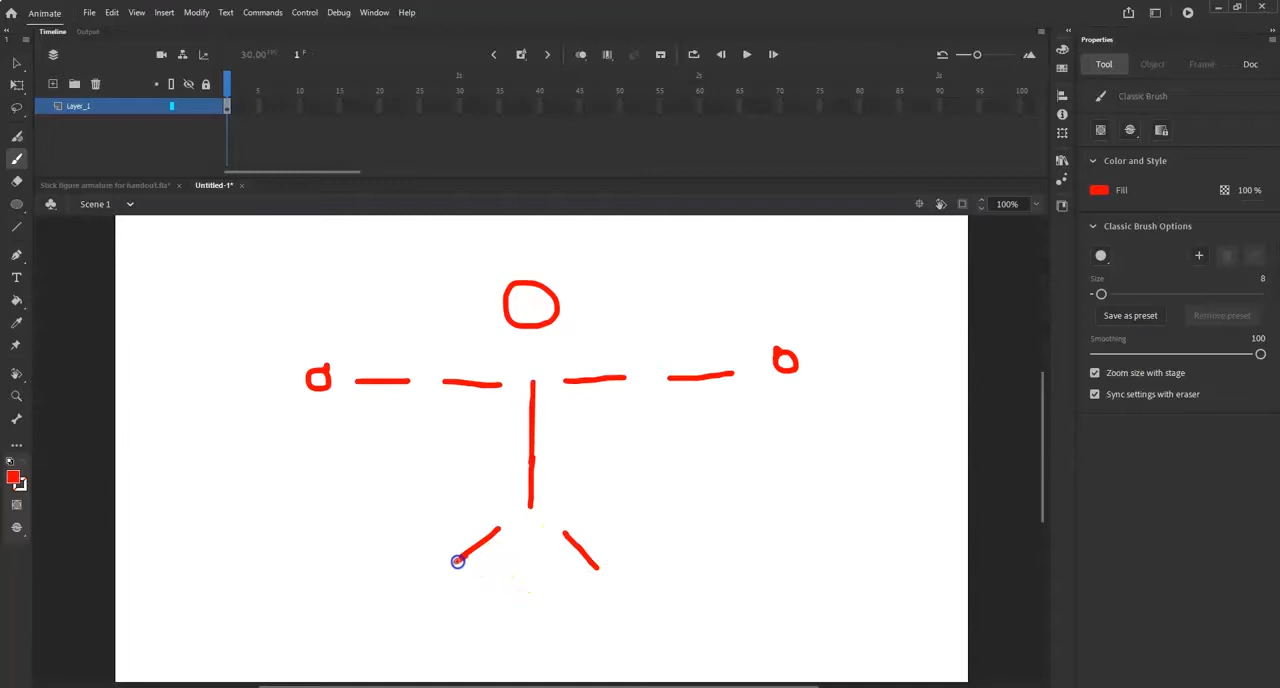 Animate File Edit View Insert Modify Text Commands Control Debug Window Help
Timeline Output
30.00 FPS 1 F
1s 2s 3s
5 10 15 20 25 30 35 40 45 50 55 60 65 70 75 80 85 90 95 100
Layer_1
Stick figure armature for handout.fla* × Untitled-1* ×
Scene 1 100%
Properties
Tool Object Frame Doc
Classic Brush
Color and Style
Fill 100 %
Classic Brush Options
Size 8
Save as preset Remove preset
Smoothing 100
Zoom size with stage
Sync settings with eraser